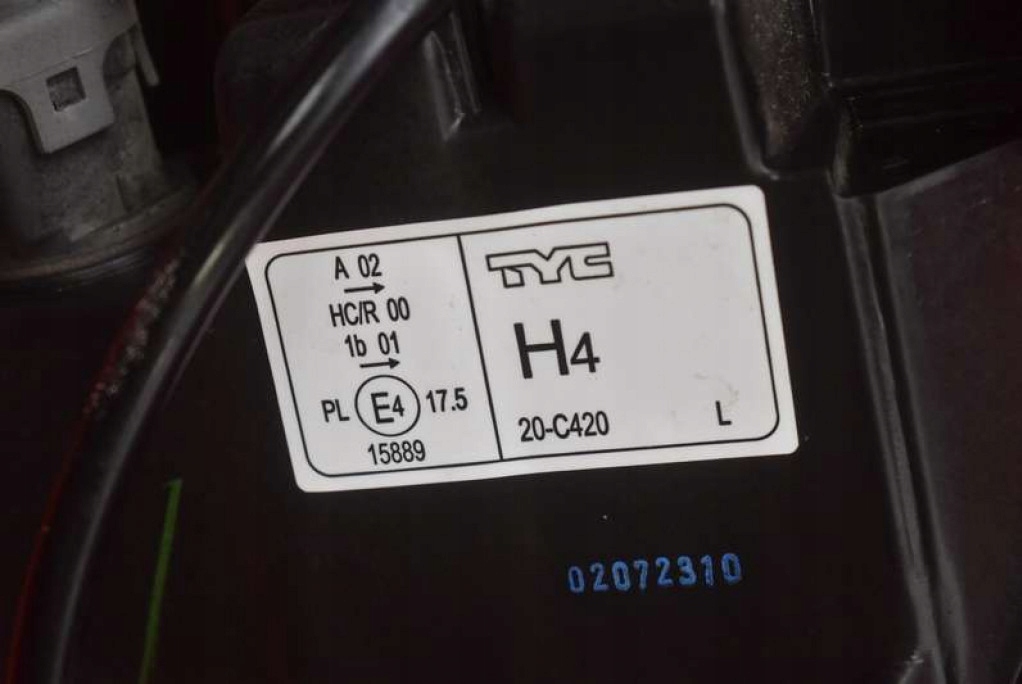 A 02
HC/R 00
1b 01
PL E4 17.5
15889
TYC
H4
20-C420 L
02072310